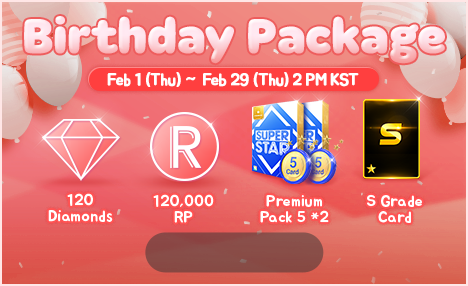 Birthday Package
Feb 1 (Thu) ~ Feb 29 (Thu) 2 PM KST
R
SUPER
STAR
5
Card
5
Card
S
120
Diamonds
120,000
RP
Premium
Pack 5 *2
S Grade
Card